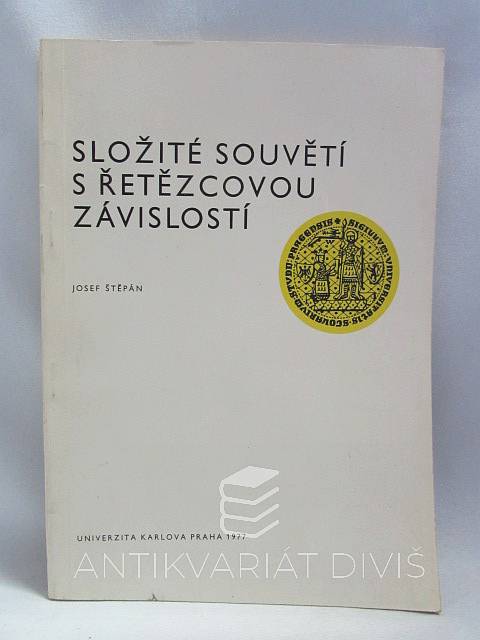 SLOŽITÉ SOUVĚTÍ
S ŘETĚZCOVOU
ZÁVISLOSTÍ
JOSEF ŠTĚPÁN
UNIVERZITA KARLOVA PRAHA 1977
ANTIKVARIÁT DIVIŠ